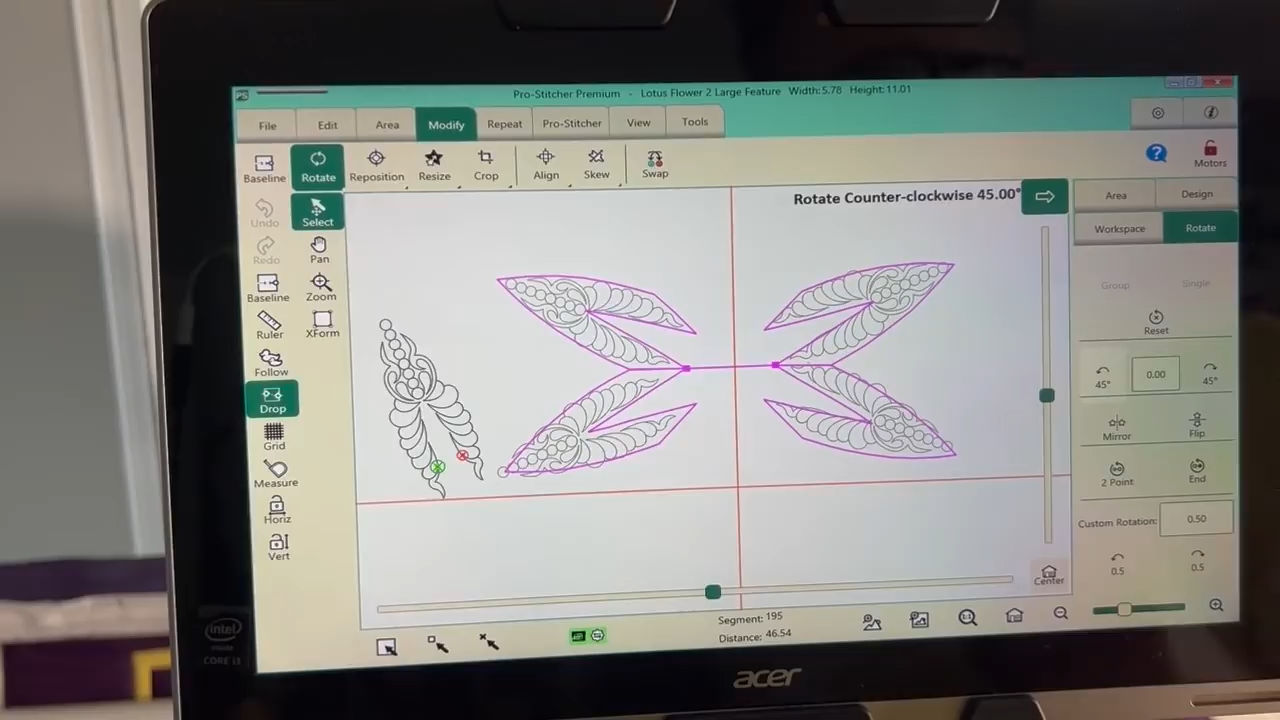 PS
Pro-Stitcher Premium - Lotus Flower 2 Large Feature Width: 5.78 Height: 11.01
File Edit Area Modify Repeat Pro-Stitcher View Tools
Baseline Rotate Reposition Resize Crop Align Skew Swap
? Motors
Undo Select
Redo Pan
Baseline Zoom
Ruler XForm
Follow
Drop
Grid
Measure
Horiz
Vert
Rotate Counter-clockwise 45.00°
Area Design
Workspace Rotate
Group Single
Reset
45° 0.00 45°
Mirror Flip
2 Point End
Custom Rotation: 0.50
0.5 0.5
Center
Segment: 195
Distance: 46.54
1:1
intel
inside
CORE i3
acer